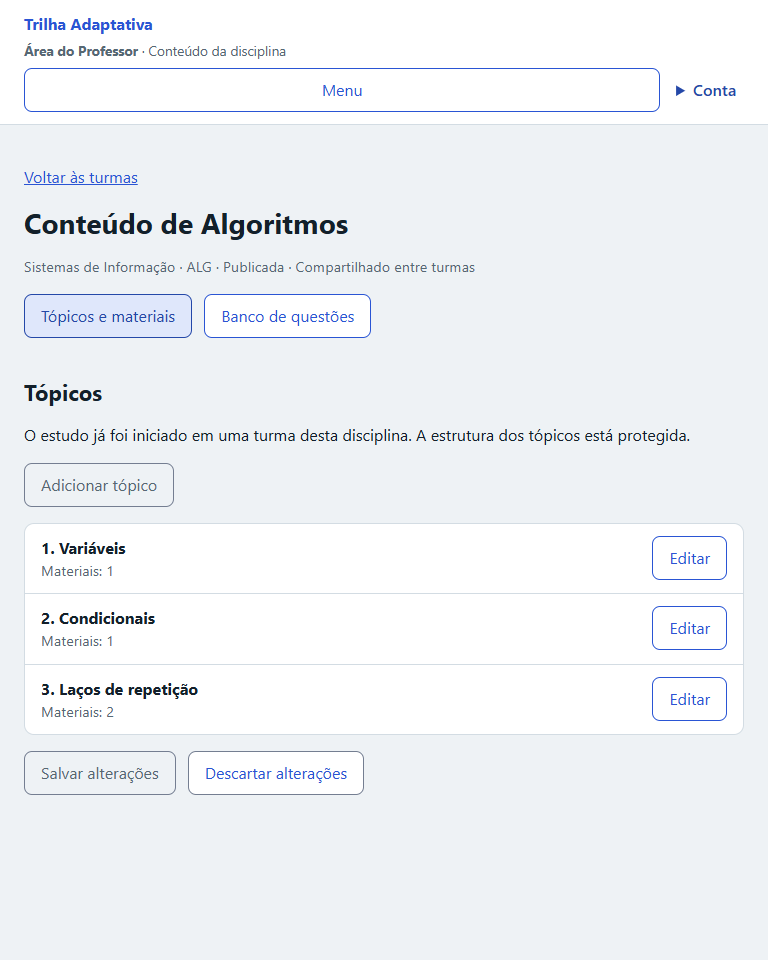 Trilha Adaptativa
Área do Professor · Conteúdo da disciplina
Menu
Conta
Voltar às turmas
Conteúdo de Algoritmos
Sistemas de Informação · ALG · Publicada · Compartilhado entre turmas
Tópicos e materiais
Banco de questões
Tópicos
O estudo já foi iniciado em uma turma desta disciplina. A estrutura dos tópicos está protegida.
Adicionar tópico
1. Variáveis
Materiais: 1
Editar
2. Condicionais
Materiais: 1
Editar
3. Laços de repetição
Materiais: 2
Editar
Salvar alterações
Descartar alterações